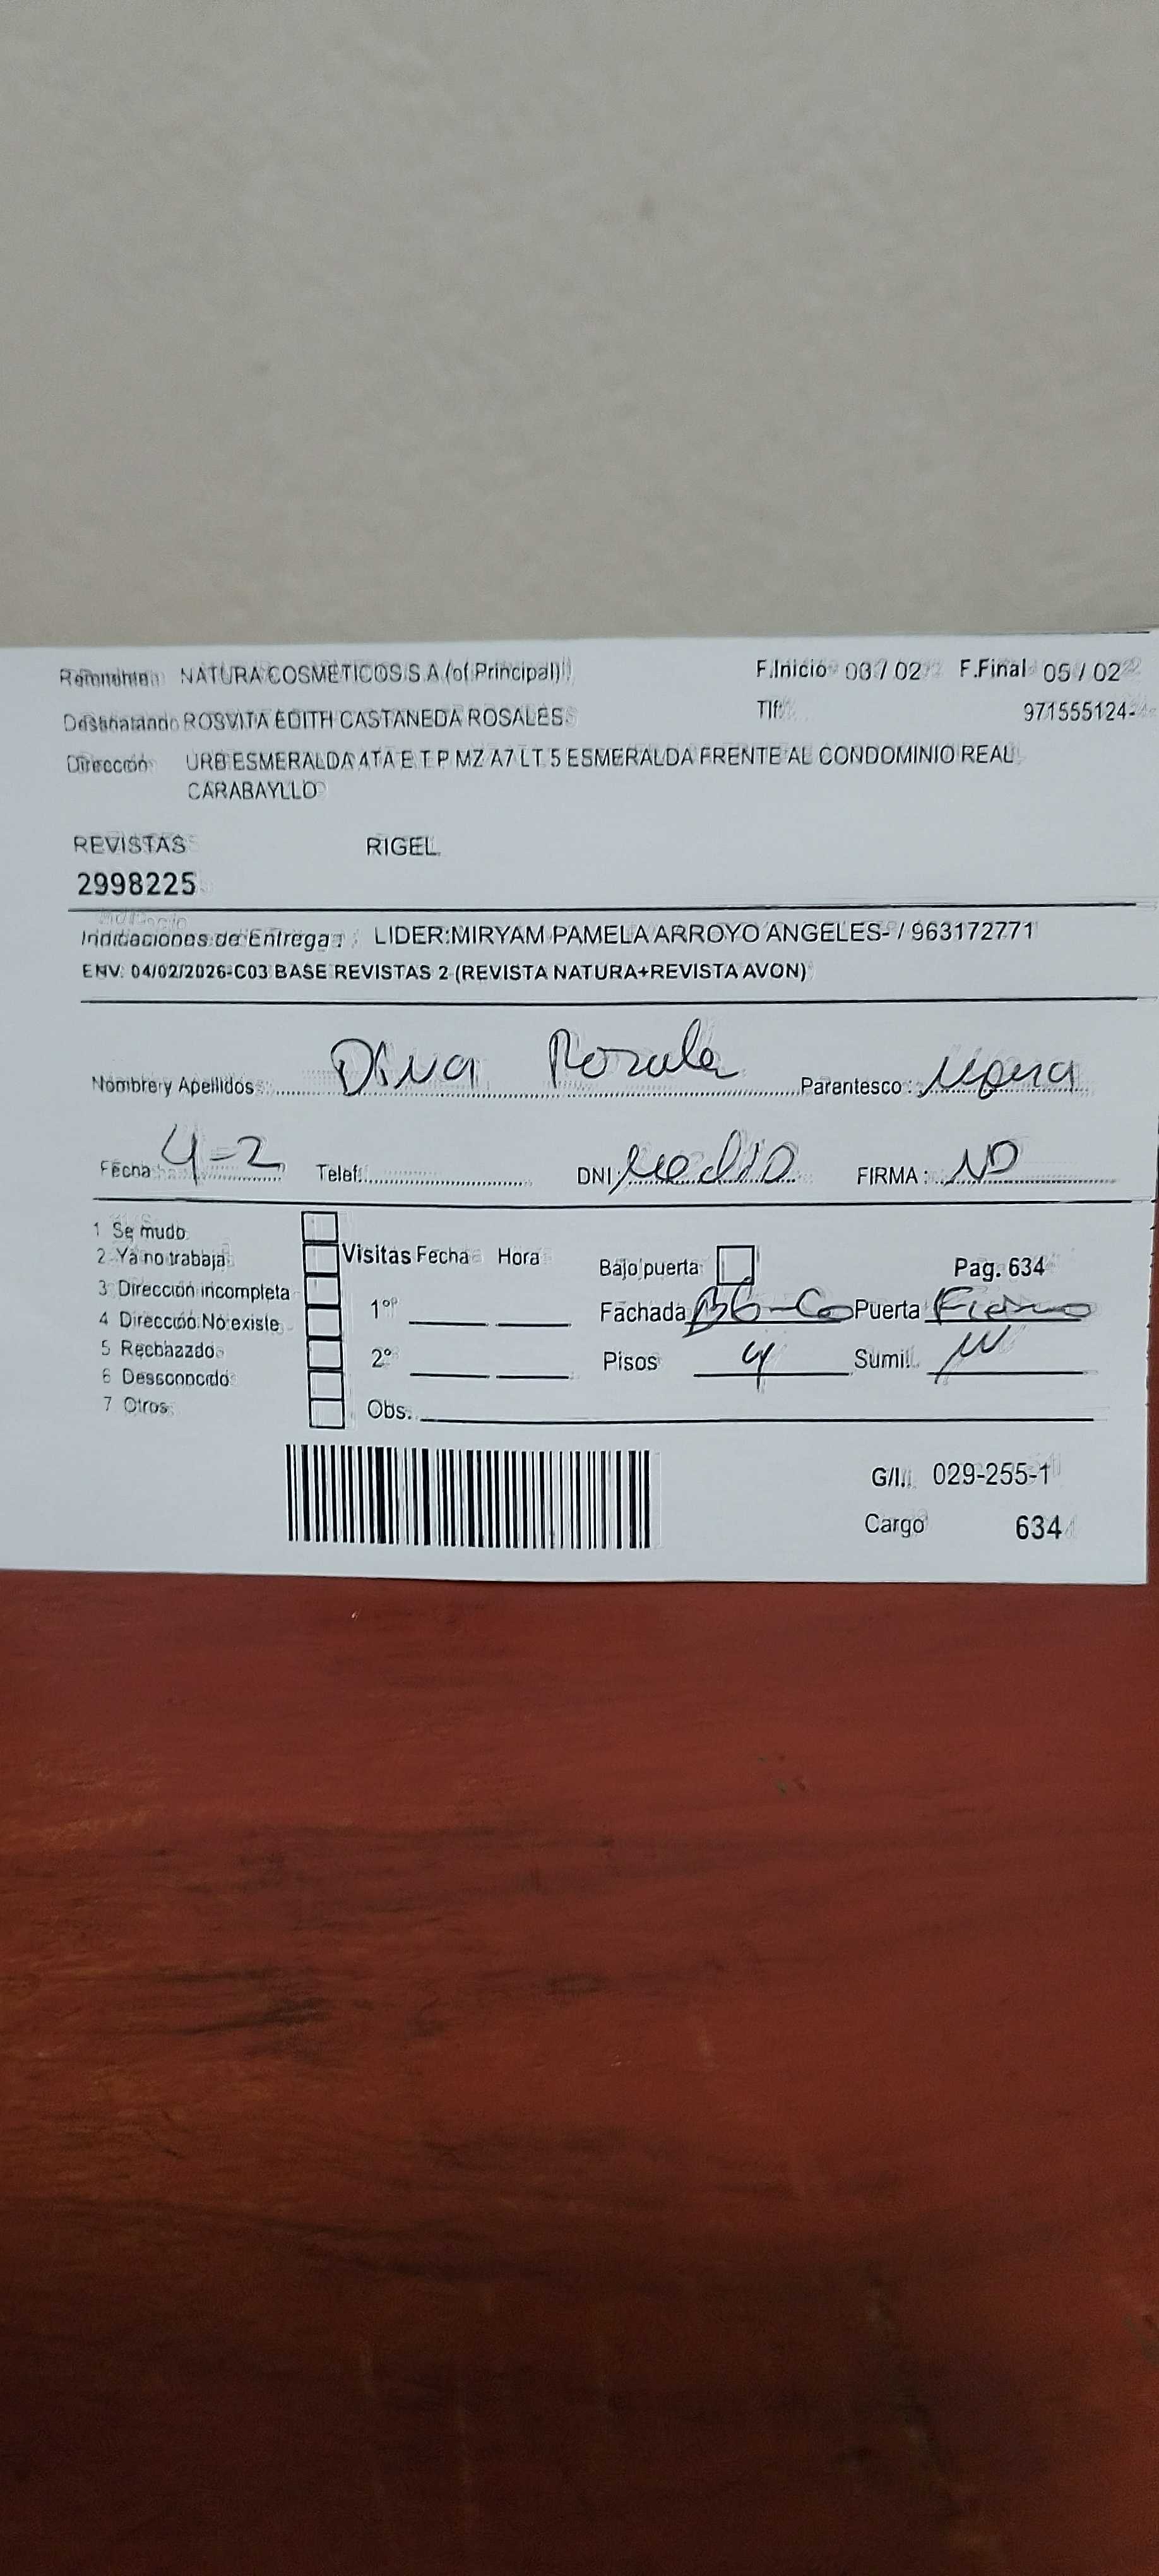 Remitente NATURA COSMETICOS S A (of Principal) F.Inicio 03 / 02 F.Final 05 / 02
Destinatario ROSVITA EDITH CASTANEDA ROSALES Tlf 971555124-
Dirección URB ESMERALDA 4TA E T P MZ A7 LT 5 ESMERALDA FRENTE AL CONDOMINIO REAL
CARABAYLLO
REVISTAS RIGEL
2998225
Indicaciones de Entrega : LIDER:MIRYAM PAMELA ARROYO ANGELES- / 963172771
ENV. 04/02/2026-C03 BASE REVISTAS 2 (REVISTA NATURA+REVISTA AVON)
Nombre y Apellidos : Dina Parentesco :
Fecha 4-2 Telef. DNI FIRMA : NO
1 Se mudo
2 Ya no trabaja Visitas Fecha Hora Bajo puerta Pag. 634
3 Dirección incompleta
4 Dirección No existe 1° Fachada Puerta
5 Rechazado 2° Pisos 4 Sumi.
6 Desconocido
7 Otros Obs.
G/I. 029-255-1
Cargo 634